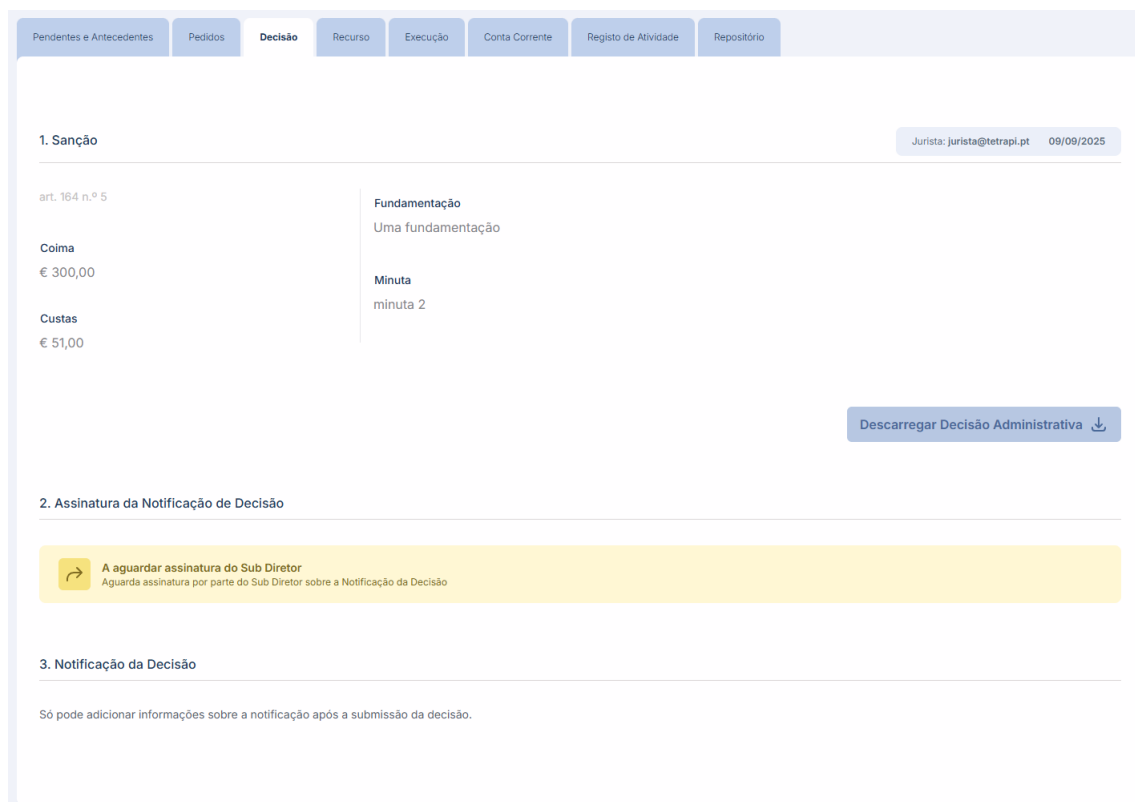 Pendentes e Antecedentes
Pedidos
Decisão
Recurso
Execução
Conta Corrente
Registo de Atividade
Repositório
1. Sanção
Jurista: jurista@tetrapi.pt 09/09/2025
art. 164 n.º 5
Coima
€ 300,00
Custas
€ 51,00
Fundamentação
Uma fundamentação
Minuta
minuta 2
Descarregar Decisão Administrativa
2. Assinatura da Notificação de Decisão
A aguardar assinatura do Sub Diretor
Aguarda assinatura por parte do Sub Diretor sobre a Notificação da Decisão
3. Notificação da Decisão
Só pode adicionar informações sobre a notificação após a submissão da decisão.